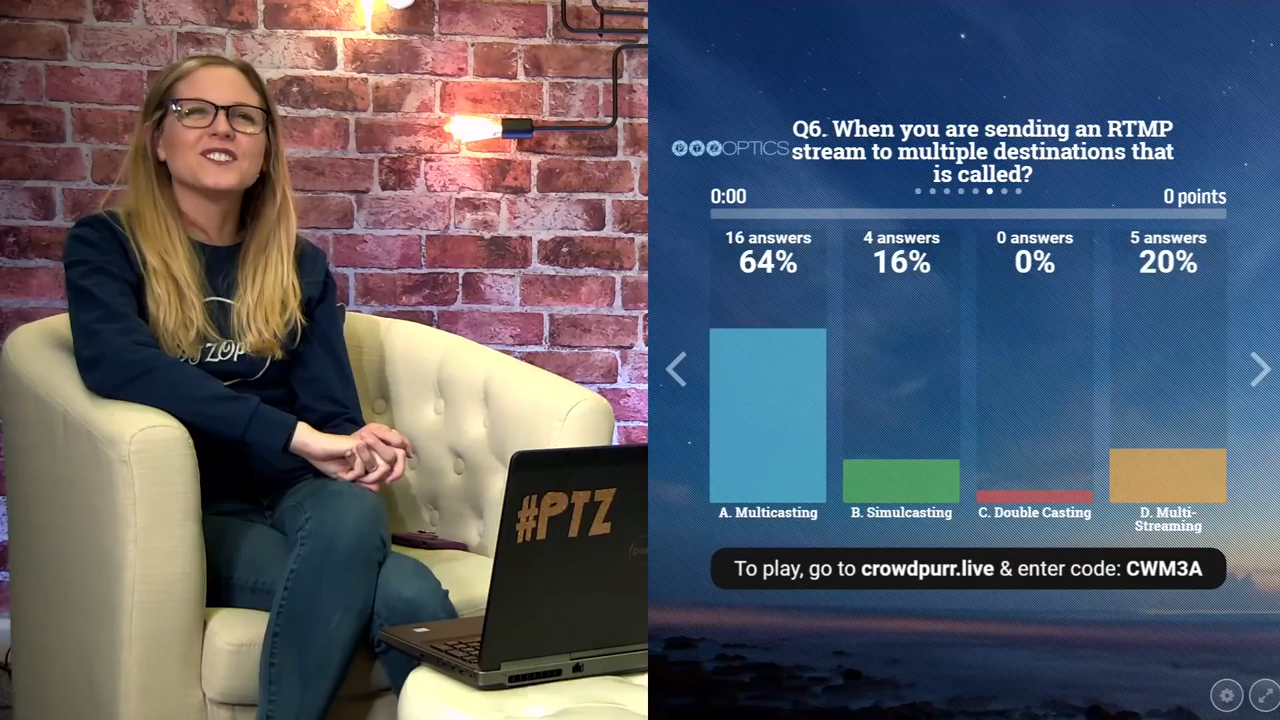 Q6. When you are sending an RTMP
stream to multiple destinations that
is called?
PTZOPTICS
0:00
0 points
16 answers
64%
4 answers
16%
0 answers
0%
5 answers
20%
A. Multicasting
B. Simulcasting
C. Double Casting
D. Multi-
Streaming
To play, go to crowdpurr.live & enter code: CWM3A
#PTZ